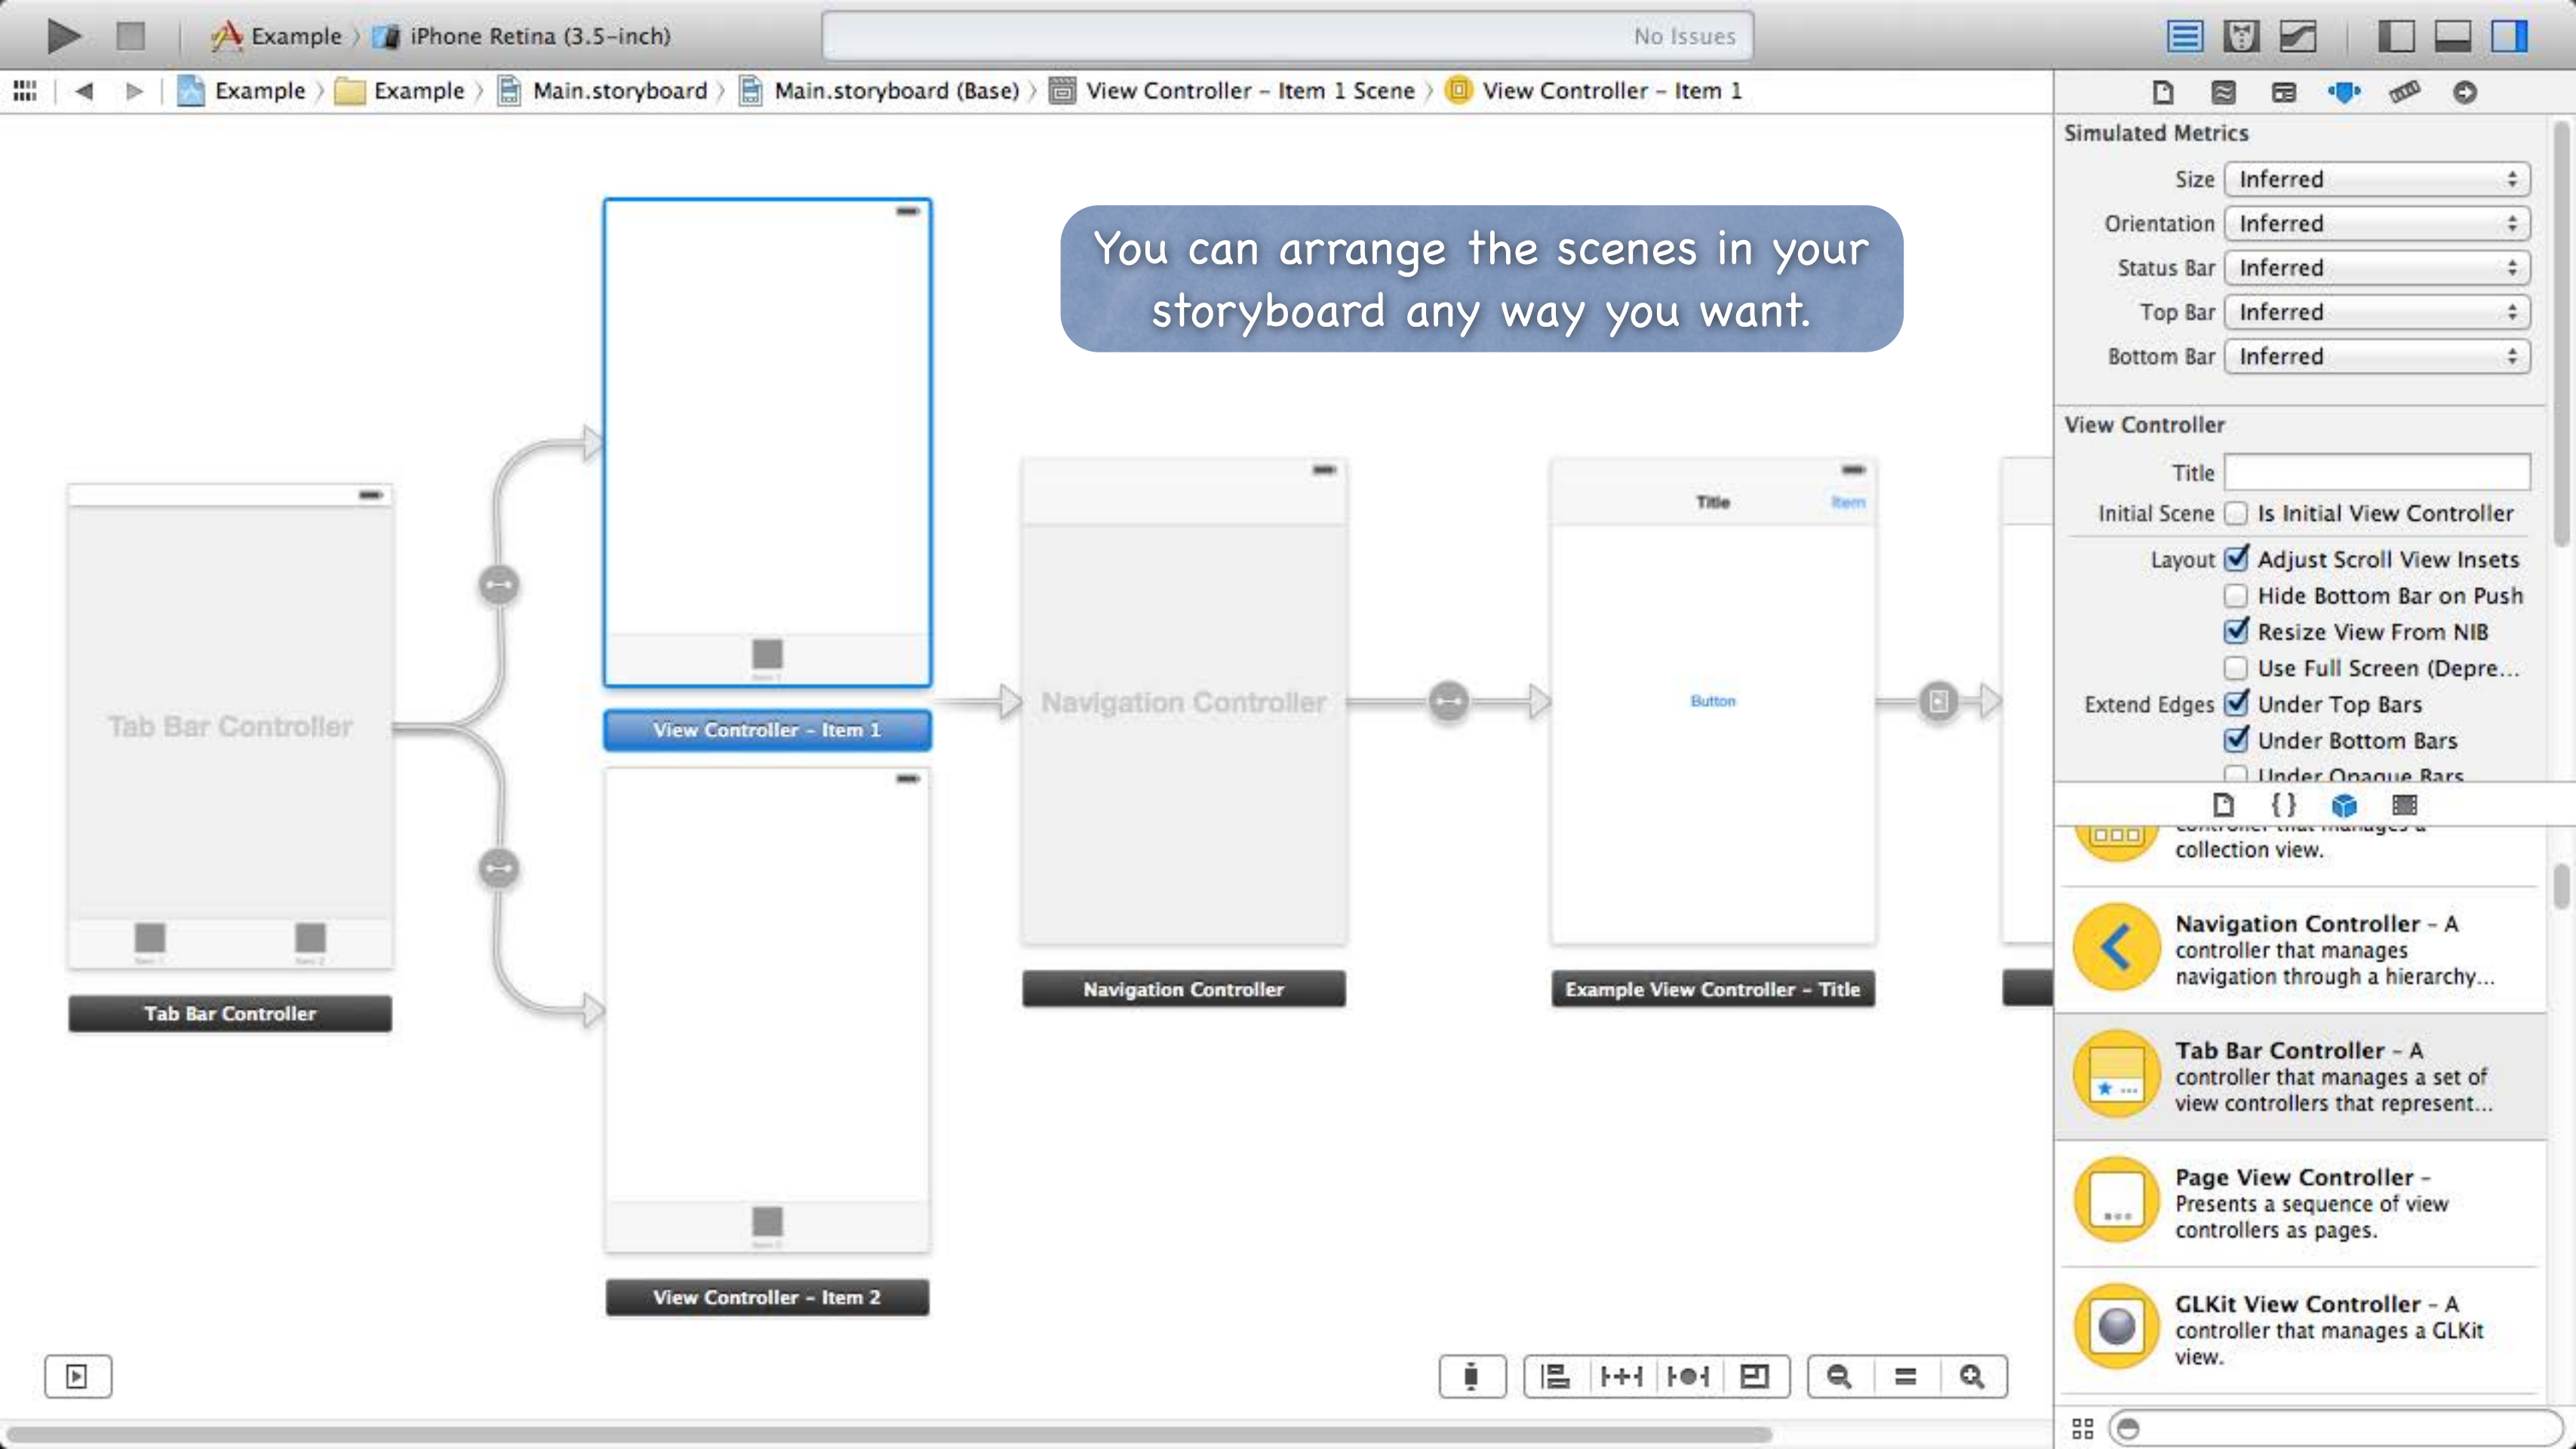 Example
iPhone Retina (3.5-inch)
No Issues
Example
Example
Main.storyboard
Main.storyboard (Base)
View Controller – Item 1 Scene
View Controller – Item 1
You can arrange the scenes in your
storyboard any way you want.
Tab Bar Controller
Tab Bar Controller
View Controller – Item 1
View Controller – Item 2
Navigation Controller
Navigation Controller
Title
Item
Button
Example View Controller – Title
Simulated Metrics
Size Inferred
Orientation Inferred
Status Bar Inferred
Top Bar Inferred
Bottom Bar Inferred
View Controller
Title
Initial Scene Is Initial View Controller
Layout Adjust Scroll View Insets
Hide Bottom Bar on Push
Resize View From NIB
Use Full Screen (Depre...
Extend Edges Under Top Bars
Under Bottom Bars
Under Opaque Bars
{ }
controller that manages a
collection view.
Navigation Controller – A
controller that manages
navigation through a hierarchy...
Tab Bar Controller – A
controller that manages a set of
view controllers that represent...
Page View Controller –
Presents a sequence of view
controllers as pages.
GLKit View Controller – A
controller that manages a GLKit
view.